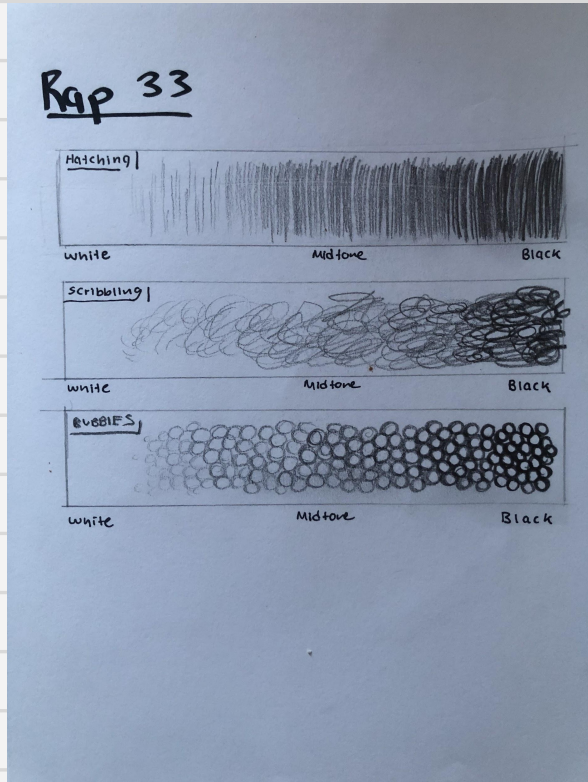 Rap 33
Hatching
White Midtone Black
Scribbling
White Midtone Black
BUBBlES
White Midtone Black